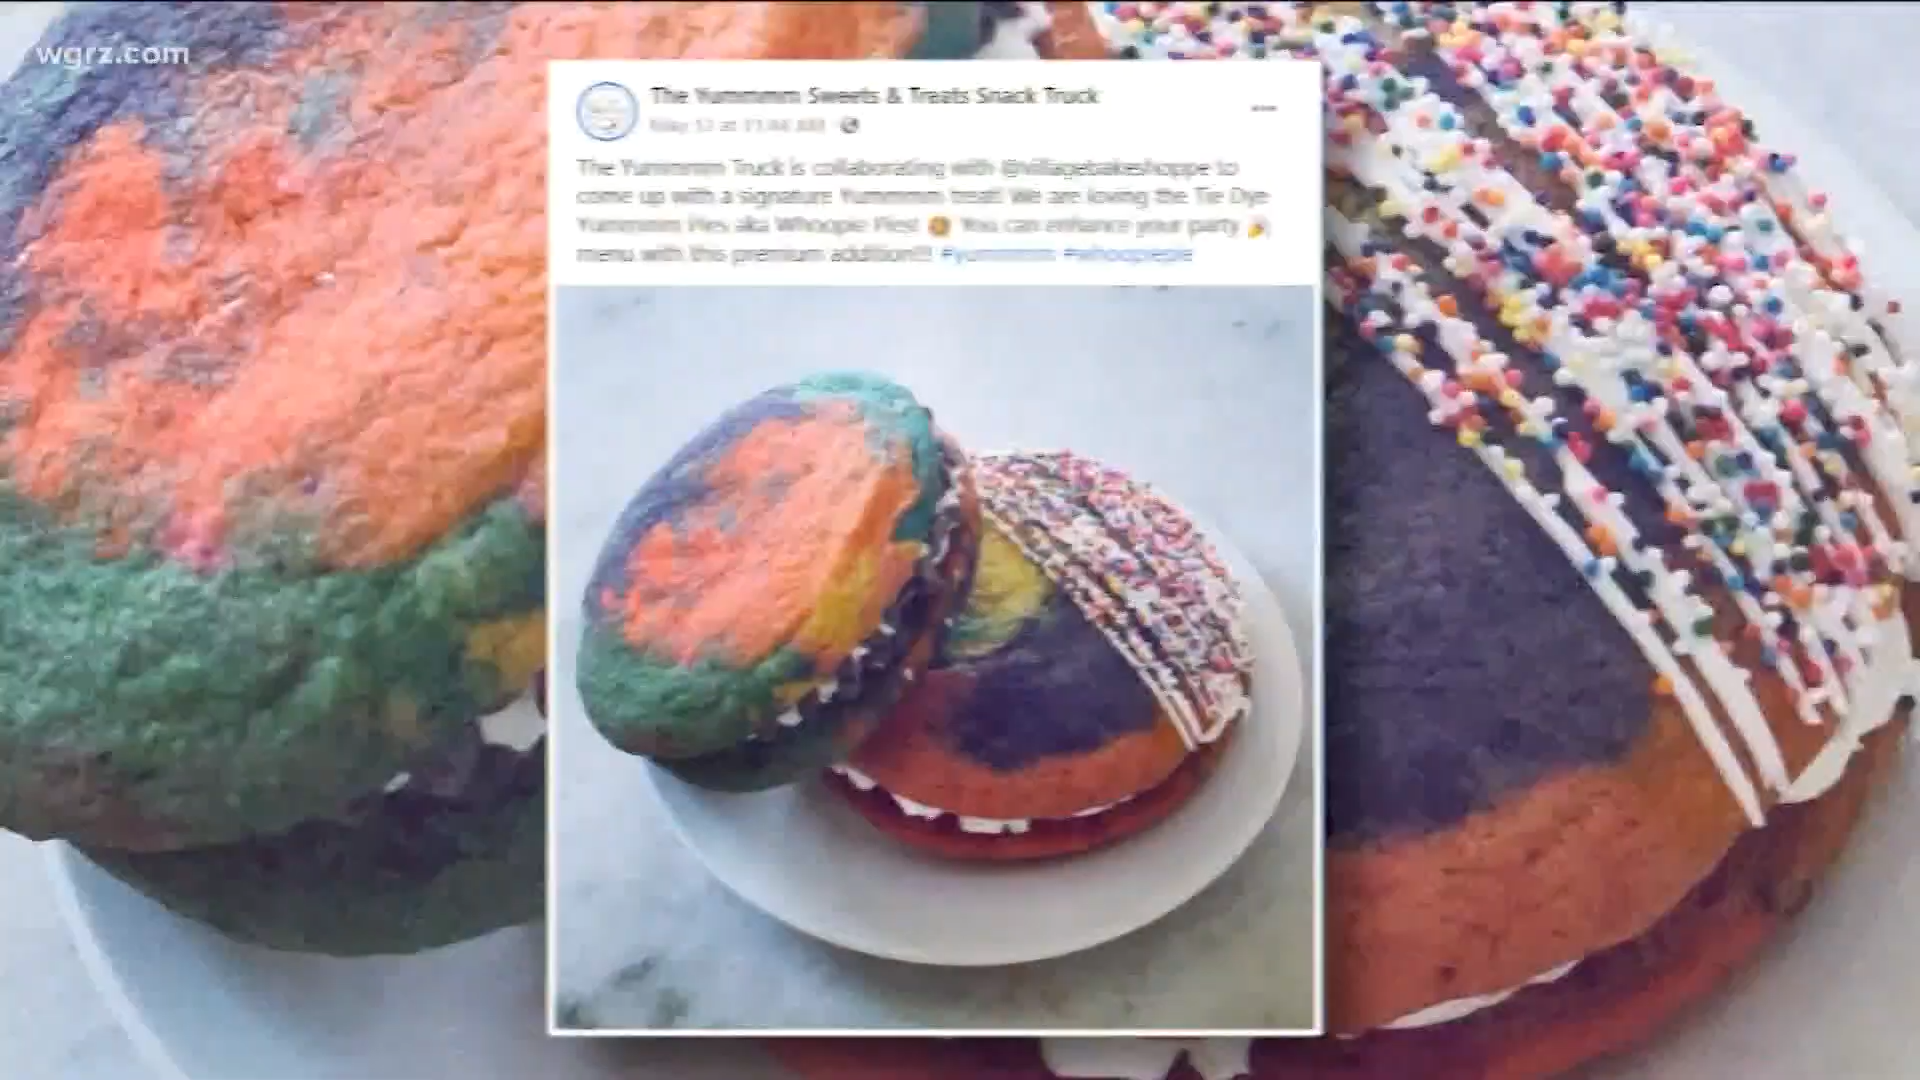 wgrz.com
The Yummmm Sweets & Treats Snack Truck
The Yummmm Truck is collaborating with @villagebakeshoppe to
come up with a signature Yummmm treat! We are loving the Tie Dye
Yummmm Pies aka Whoopie Pies! You can enhance your party
menu with this premium addition!!! #yummmm #whoopiepie